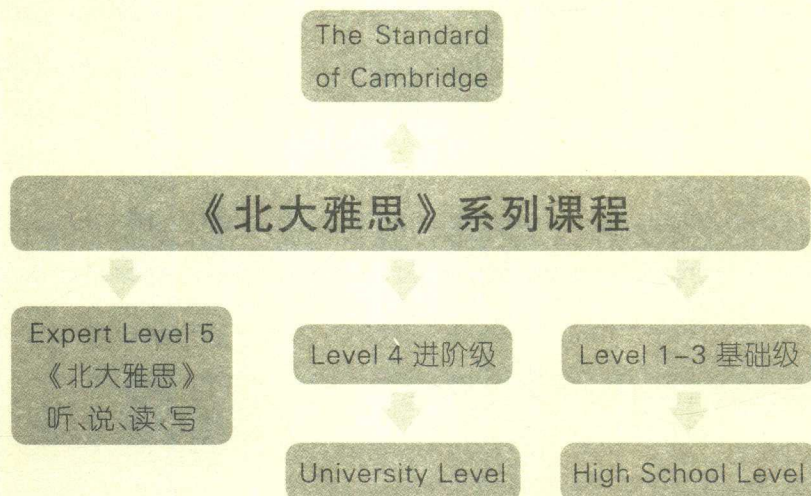 The Standard
of Cambridge
《北大雅思》系列课程
Expert Level 5
《北大雅思》
听、说、读、写
Level 4 进阶级
Level 1–3 基础级
University Level
High School Level